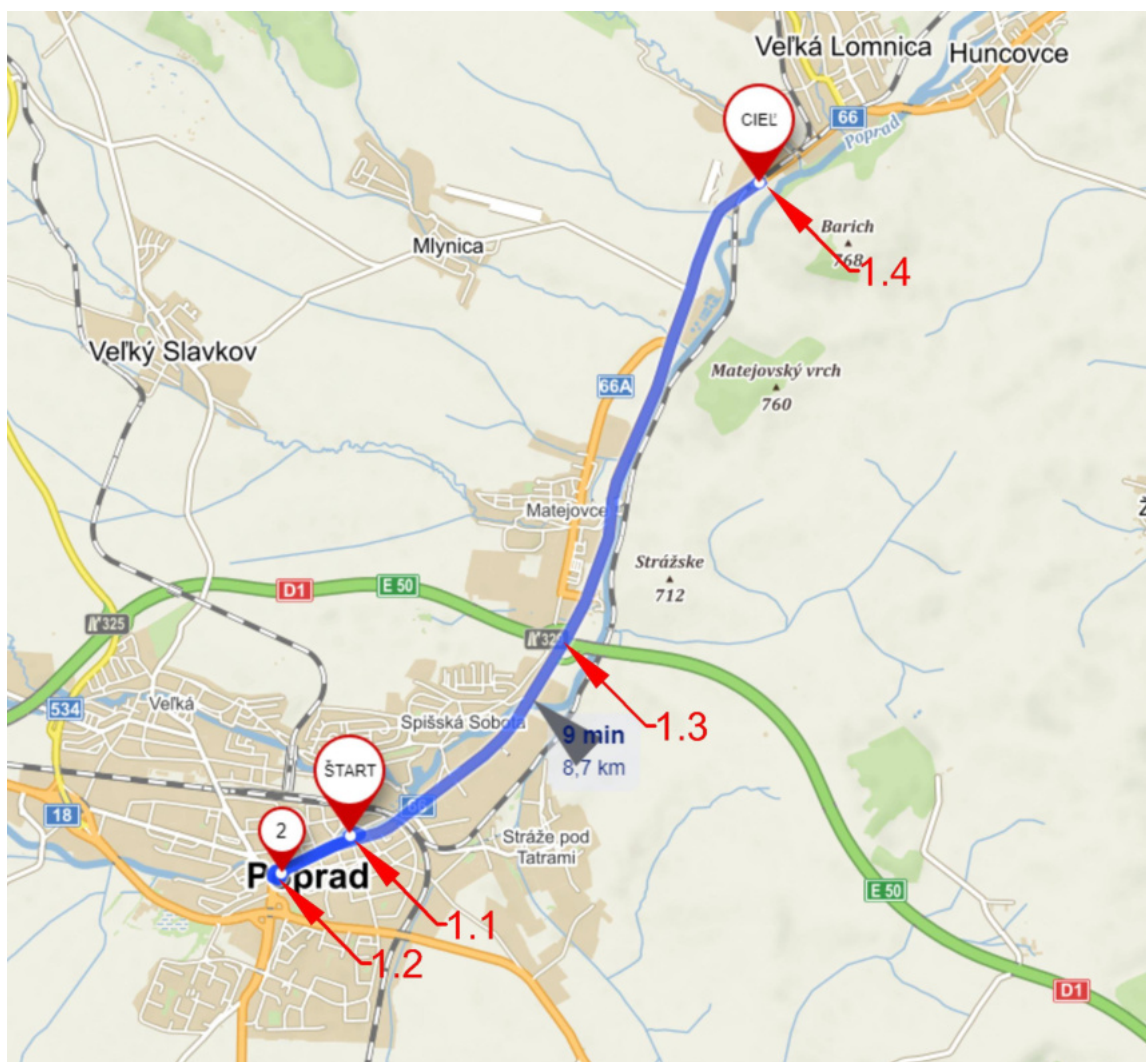 Veľká Lomnica
Huncovce
CIEĽ
66
Poprad
Barich
768
1.4
Mlynica
Veľký Slavkov
66A
Matejovský vrch
760
Matejovce
Strážske
712
D1
E 50
325
Veľká
534
Spišská Sobota
1.3
9 min
8,7 km
ŠTART
66
18
2
Stráže pod
Tatrami
Poprad
E 50
1.1
1.2
D1